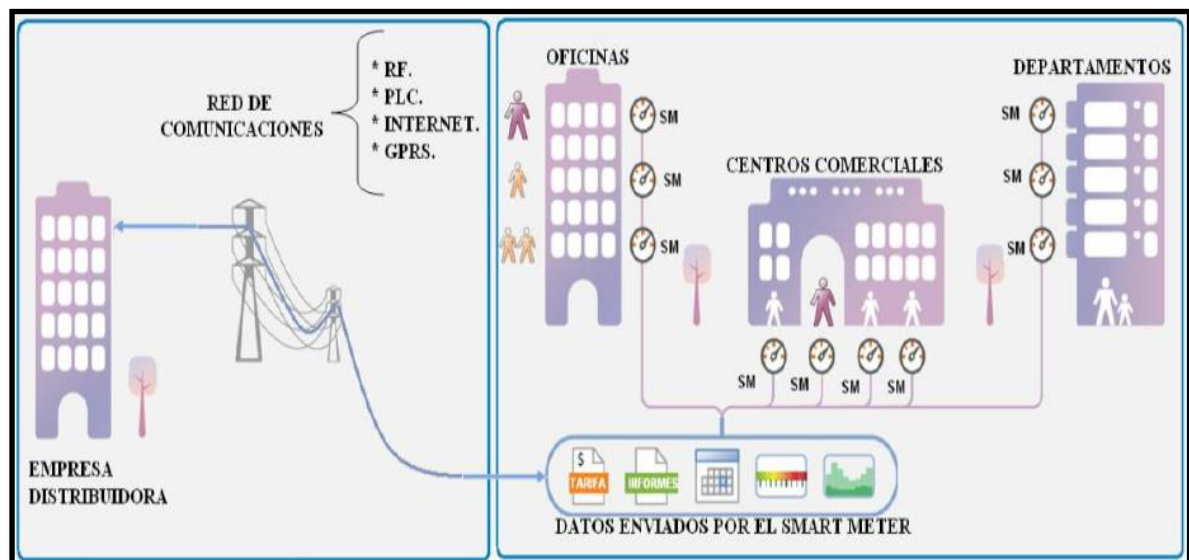 RED DE
COMUNICACIONES
* RF.
* PLC.
* INTERNET.
* GPRS.
EMPRESA
DISTRIBUIDORA
OFICINAS
SM
SM
SM
CENTROS COMERCIALES
SM
SM
SM
SM
DEPARTAMENTOS
SM
SM
SM
$
TARIFA
INFORMES
DATOS ENVIADOS POR EL SMART METER